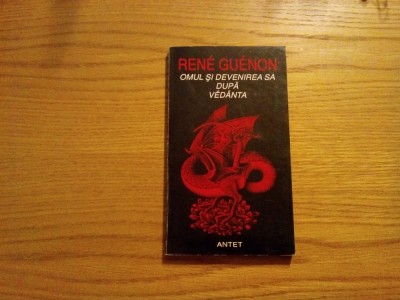 RENÉ GUÉNON
OMUL ȘI DEVENIREA SA
DUPĂ
VÊDÂNTA
ANTET